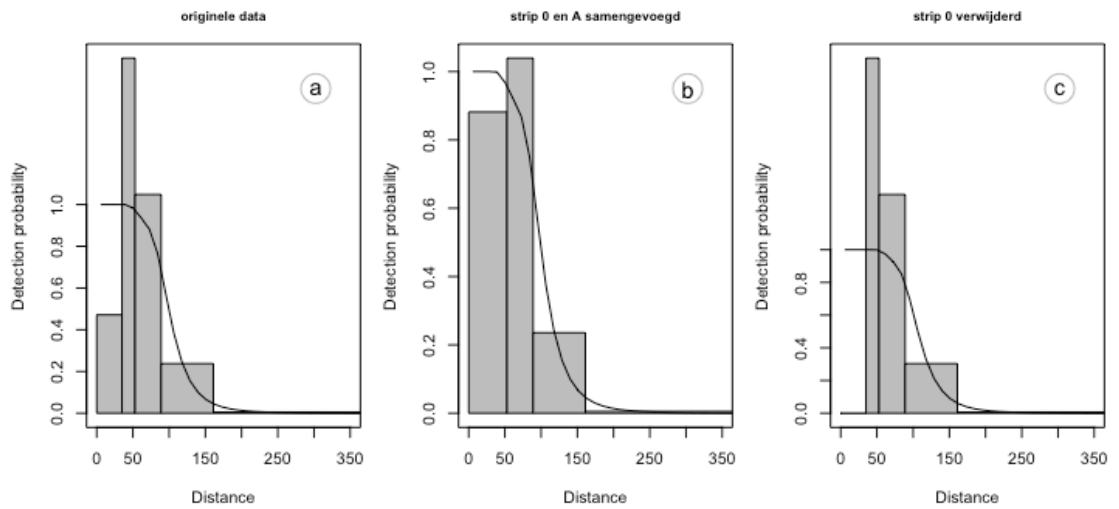 originele data
a
Detection probability
0.0 0.2 0.4 0.6 0.8 1.0
0 50 150 250 350
Distance
strip 0 en A samengevoegd
b
Detection probability
0.0 0.2 0.4 0.6 0.8 1.0
0 50 150 250 350
Distance
strip 0 verwijderd
c
Detection probability
0.0 0.4 0.8
0 50 150 250 350
Distance